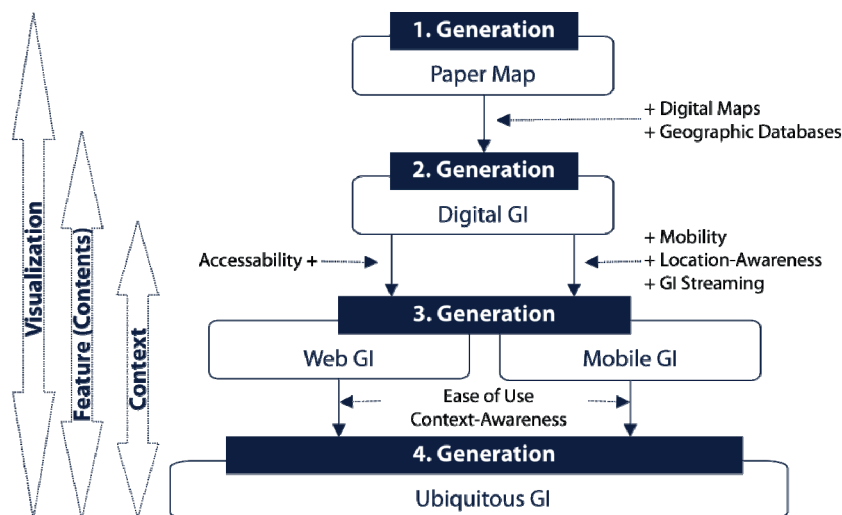 1. Generation
Paper Map
+ Digital Maps
+ Geographic Databases
2. Generation
Digital GI
Accessability +
+ Mobility
+ Location-Awareness
+ GI Streaming
3. Generation
Web GI
Mobile GI
Ease of Use
Context-Awareness
4. Generation
Ubiquitous GI
Visualization
Feature (Contents)
Context